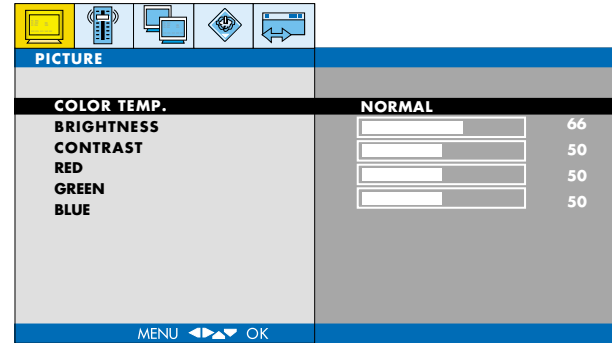 PICTURE
COLOR TEMP. NORMAL
BRIGHTNESS 66
CONTRAST 50
RED 50
GREEN 50
BLUE
MENU ◀▶▲▼ OK